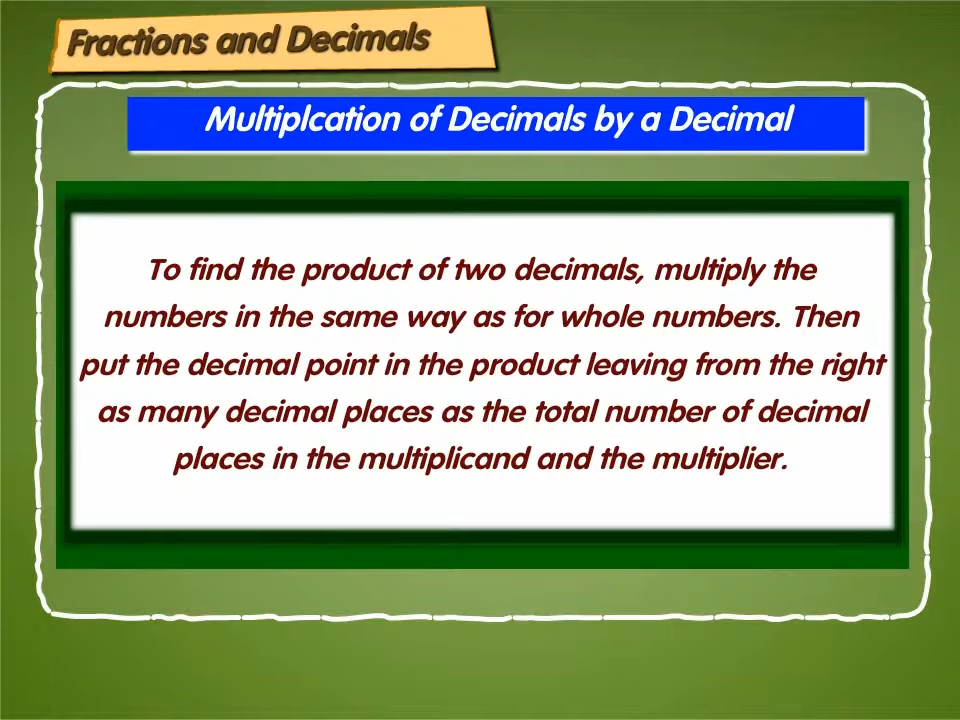 Fractions and Decimals
Multiplcation of Decimals by a Decimal
To find the product of two decimals, multiply the
numbers in the same way as for whole numbers. Then
put the decimal point in the product leaving from the right
as many decimal places as the total number of decimal
places in the multiplicand and the multiplier.